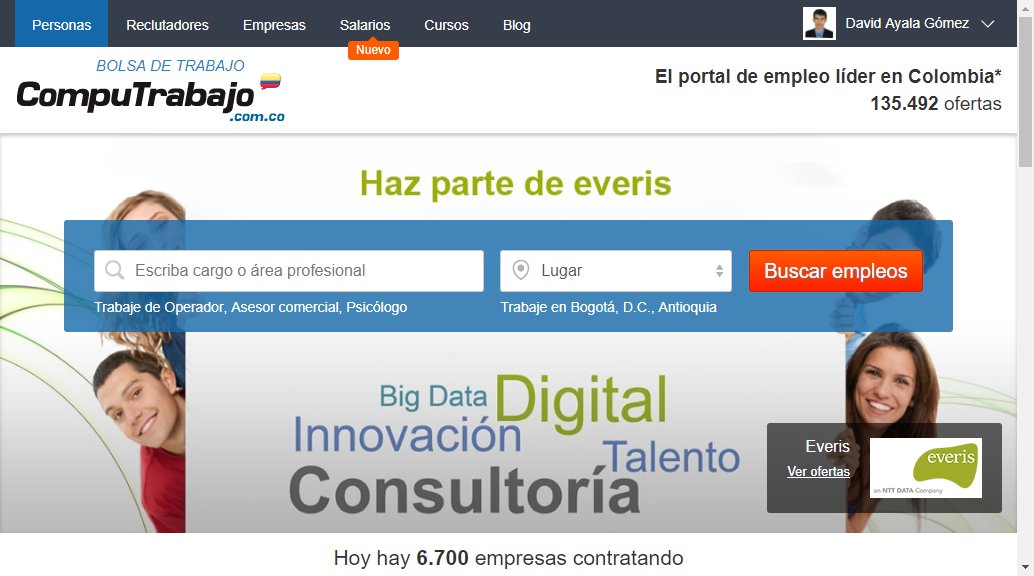 Personas Reclutadores Empresas Salarios Cursos Blog David Ayala Gómez
Nuevo
BOLSA DE TRABAJO
CompuTrabajo
.com.co
El portal de empleo líder en Colombia*
135.492 ofertas
Haz parte de everis
Escriba cargo o área profesional Lugar Buscar empleos
Trabaje de Operador, Asesor comercial, Psicólogo Trabaje en Bogotá, D.C., Antioquia
Big Data Digital
Innovación
Talento
Consultoría
Everis
Ver ofertas
everis
an NTT DATA Company
Hoy hay 6.700 empresas contratando